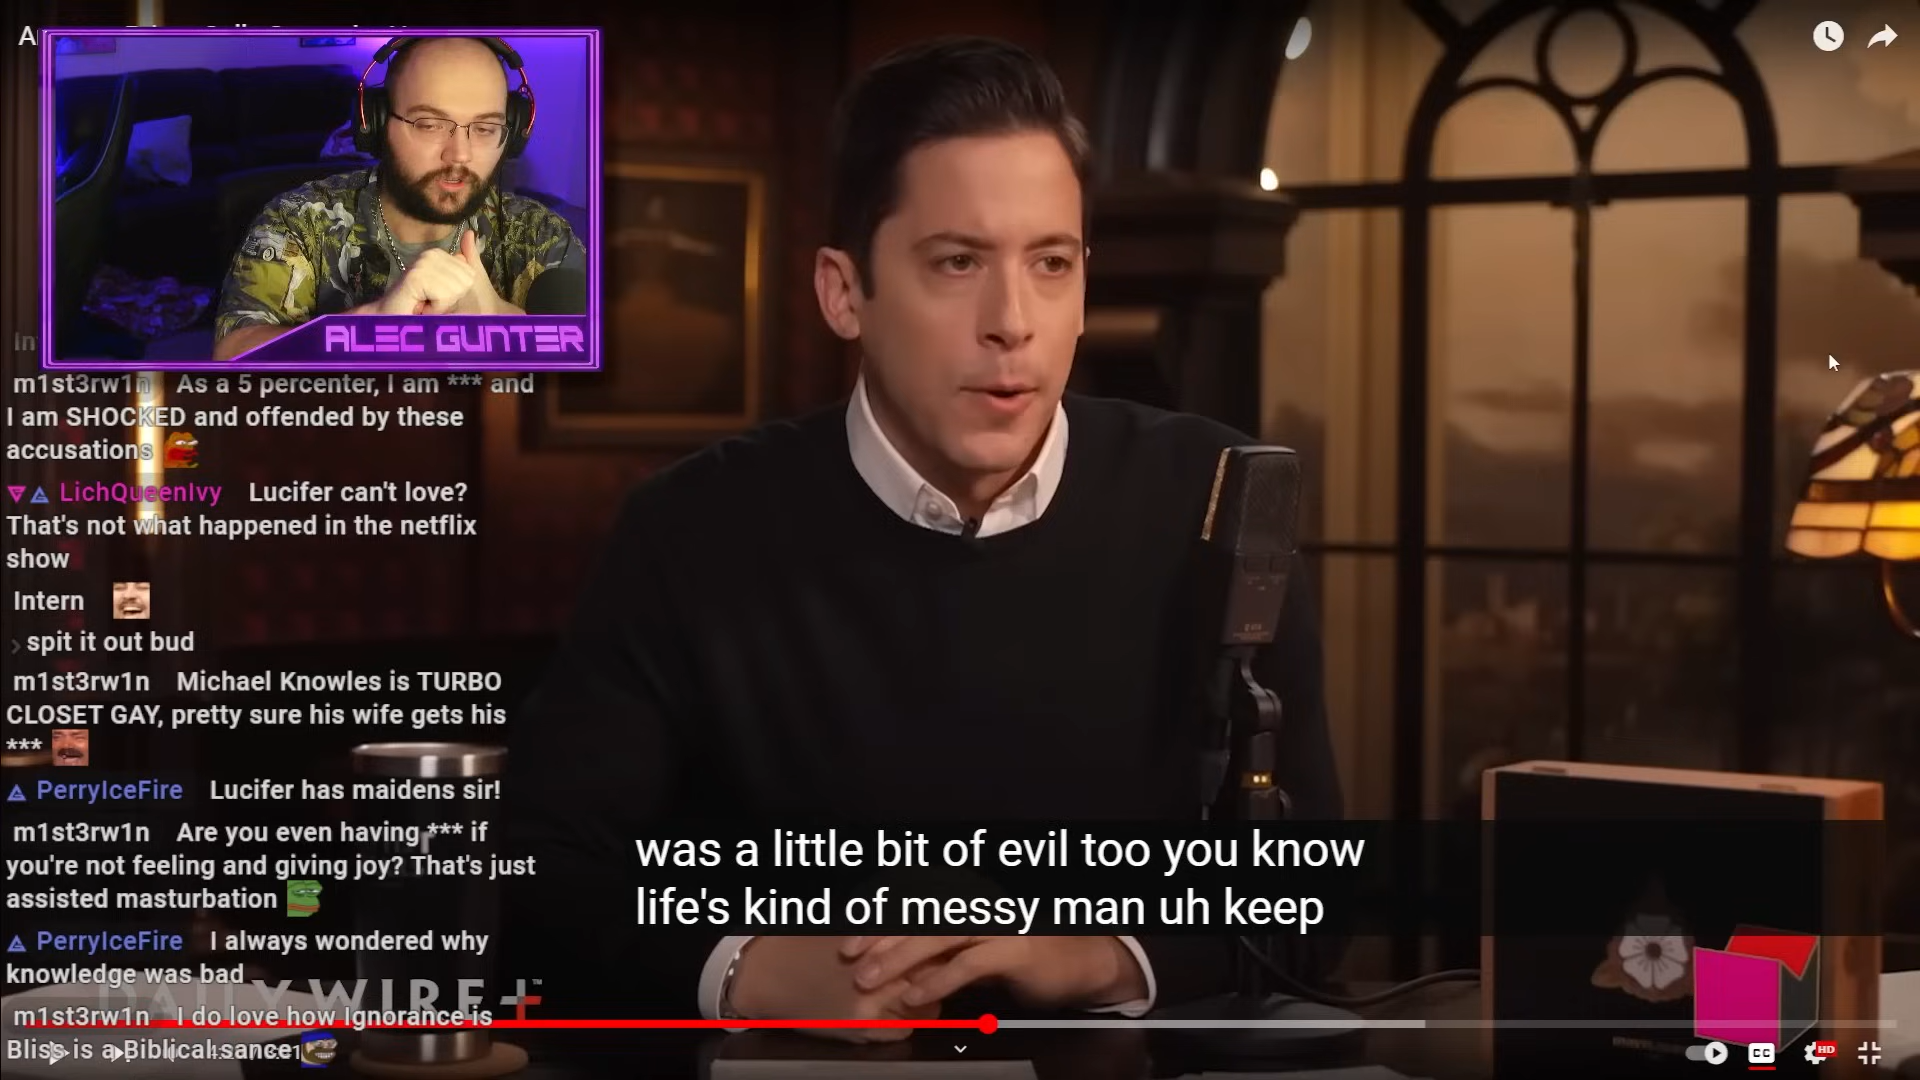 ALEC GUNTER
m1st3rw1n As a 5 percenter, I am *** and
I am SHOCKED and offended by these
accusations
LichQueenIvy Lucifer can't love?
That's not what happened in the netflix
show
Intern
spit it out bud
m1st3rw1n Michael Knowles is TURBO
CLOSET GAY, pretty sure his wife gets his
***
PerryIceFire Lucifer has maidens sir!
m1st3rw1n Are you even having *** if
you're not feeling and giving joy? That's just
assisted masturbation
PerryIceFire I always wondered why
knowledge was bad
m1st3rw1n I do love how Ignorance is
Bliss is a Biblical sance
was a little bit of evil too you know
life's kind of messy man uh keep
DAILY WIRE+
CC
HD